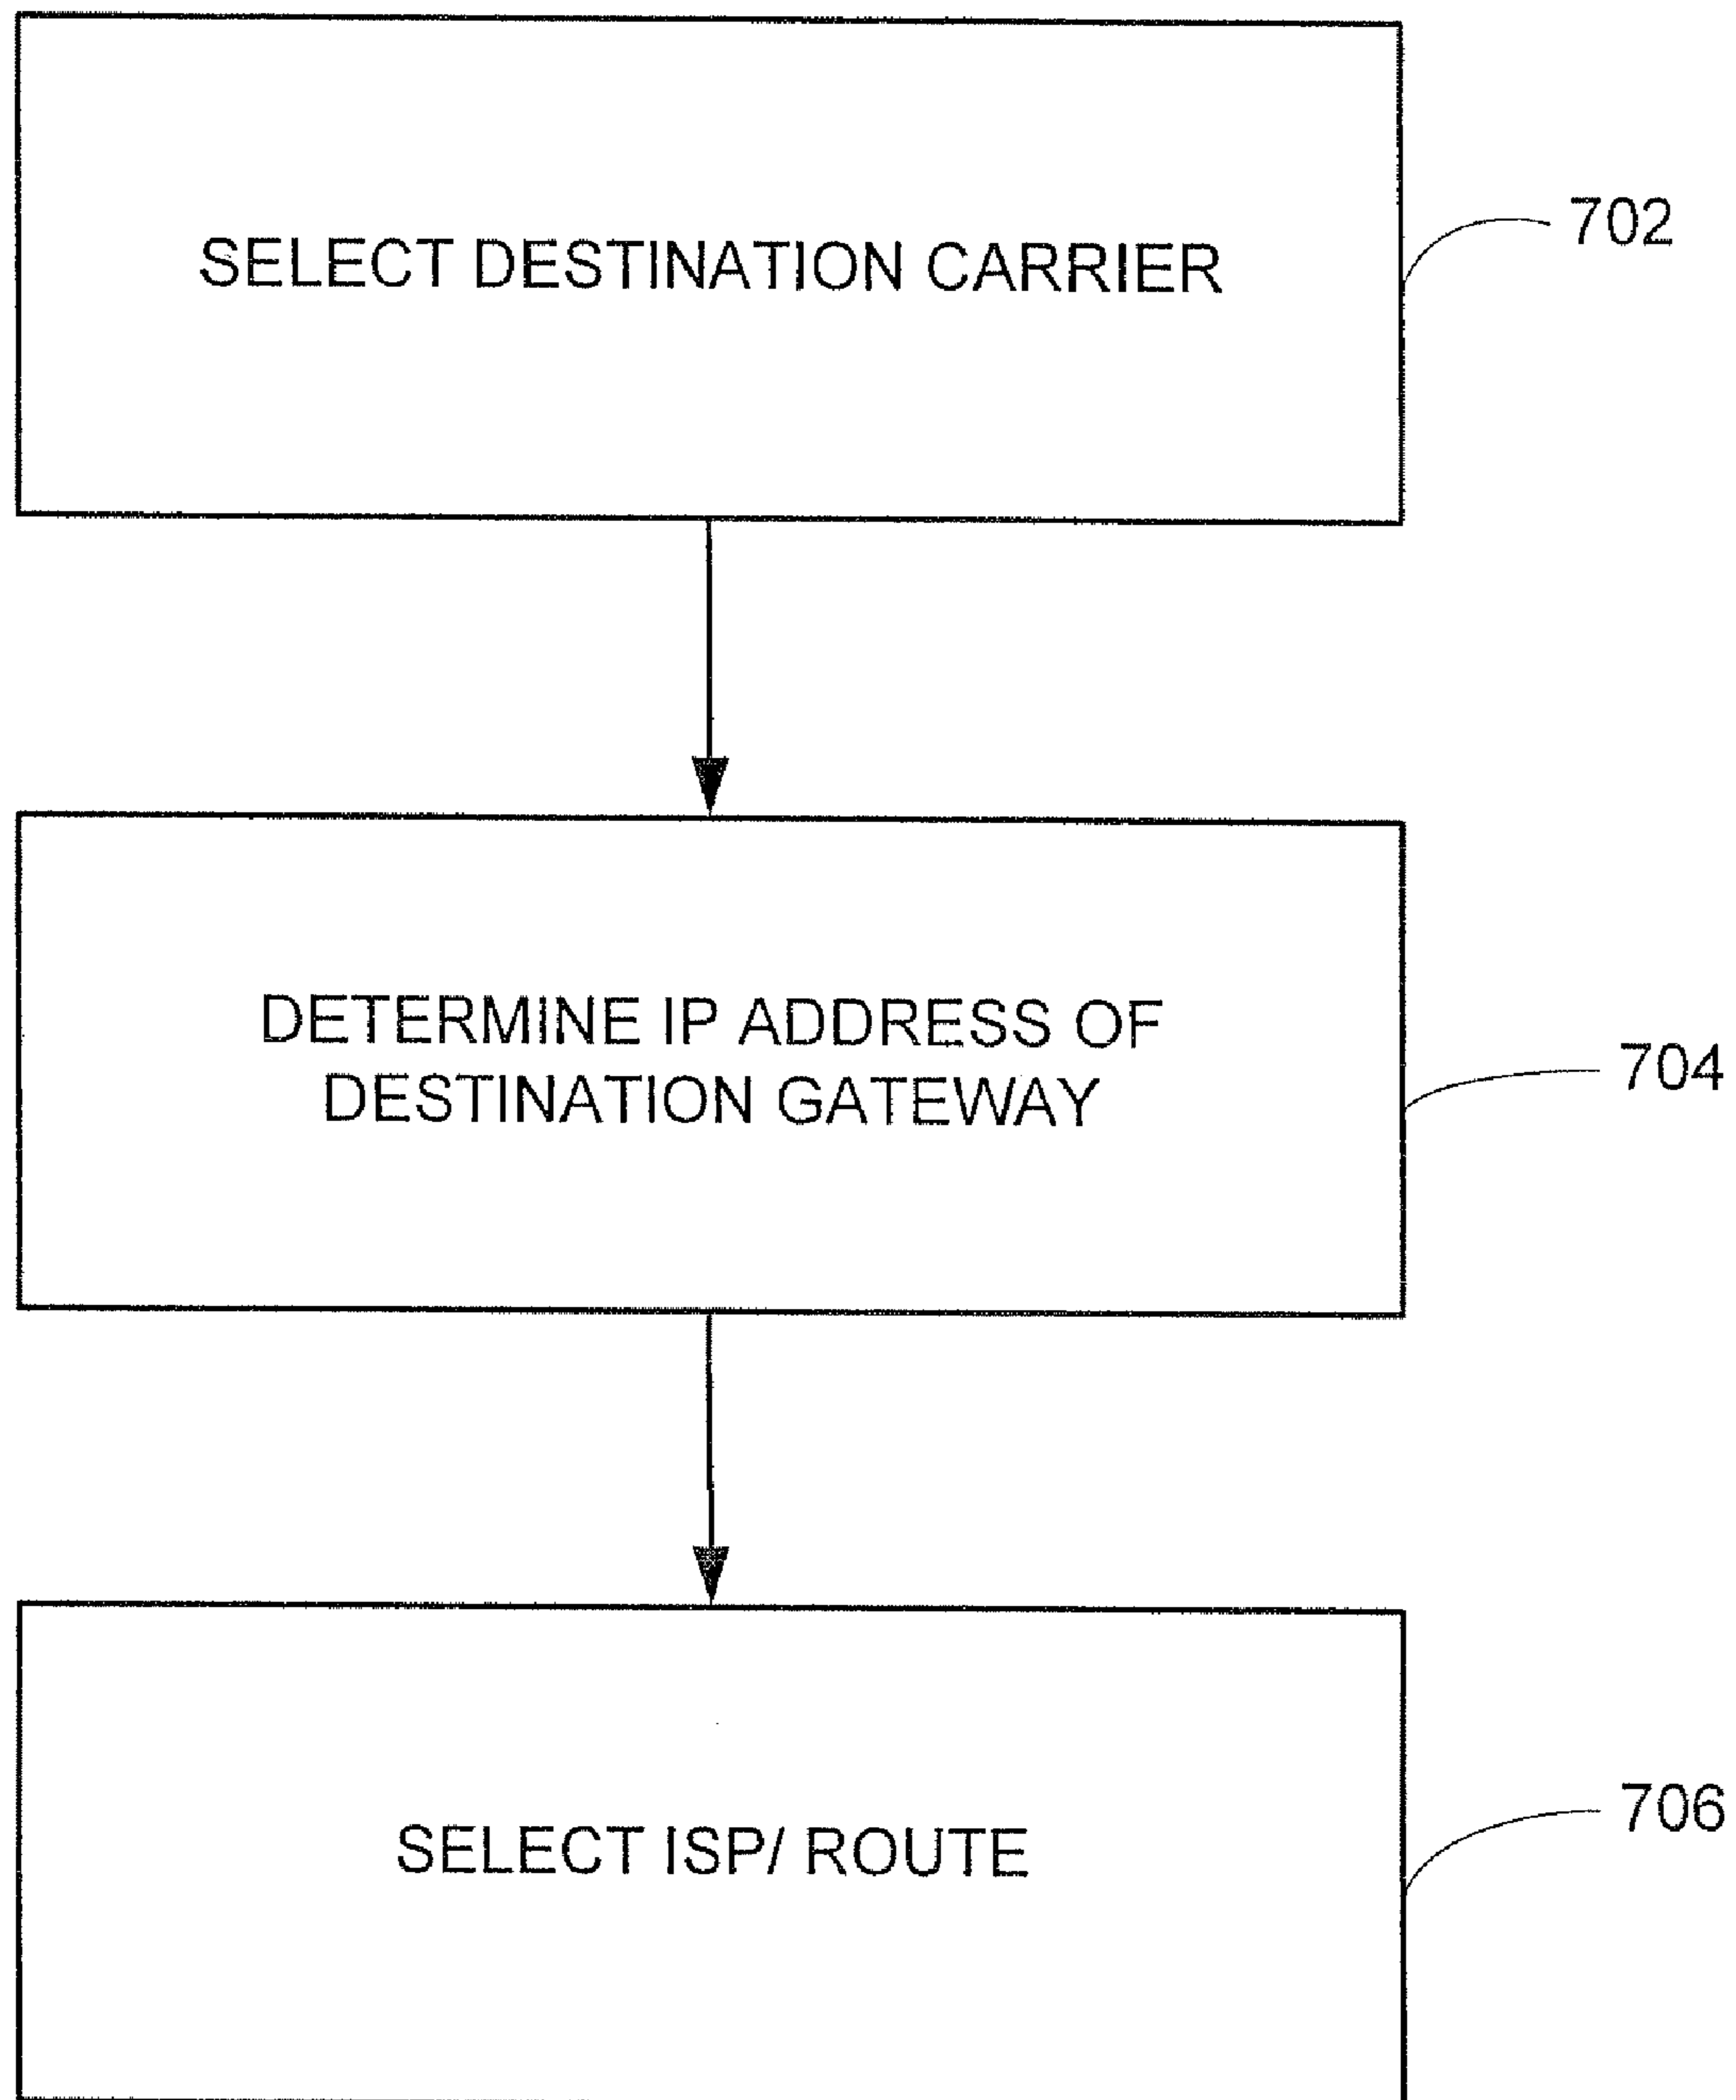 SELECT DESTINATION CARRIER
702
DETERMINE IP ADDRESS OF
DESTINATION GATEWAY
704
SELECT ISP/ ROUTE
706